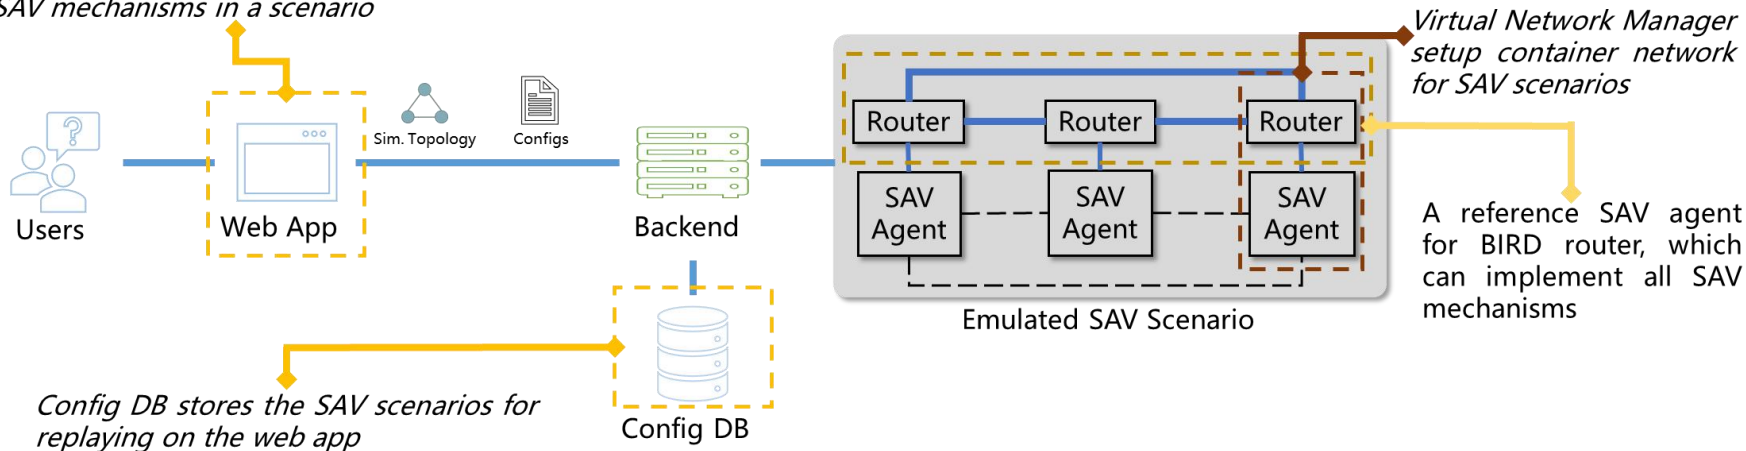 SAV mechanisms in a scenario
Virtual Network Manager
setup container network
for SAV scenarios
Sim. Topology
Configs
Router
Router
Router
Users
Web App
Backend
SAV
Agent
SAV
Agent
SAV
Agent
A reference SAV agent
for BIRD router, which
can implement all SAV
mechanisms
Emulated SAV Scenario
Config DB stores the SAV scenarios for
replaying on the web app
Config DB